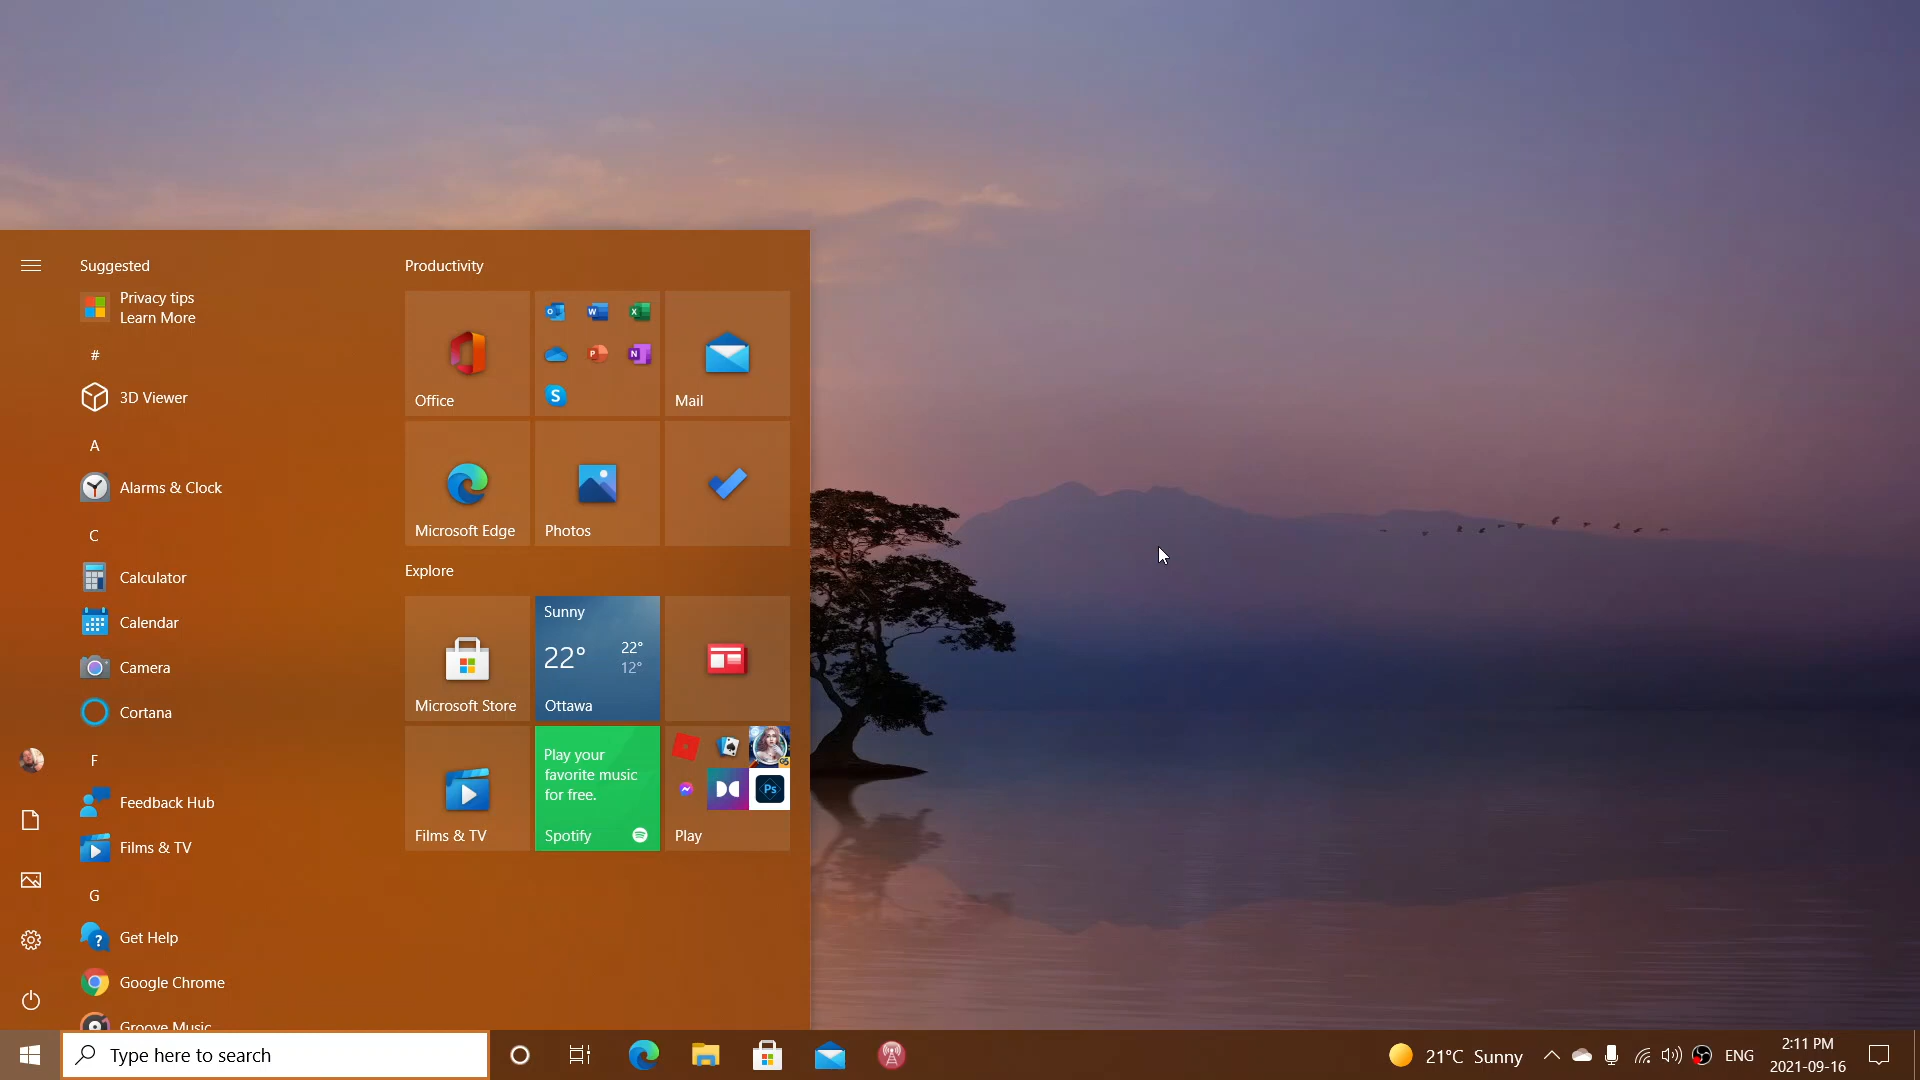 Suggested
Privacy tips
Learn More
#
3D Viewer
A
Alarms & Clock
C
Calculator
Calendar
Camera
Cortana
F
Feedback Hub
Films & TV
G
Get Help
Google Chrome
Groove Music
Productivity
Office
Mail
Microsoft Edge
Photos
Explore
Microsoft Store
Sunny
22°
22°
12°
Ottawa
Films & TV
Play your
favorite music
for free.
Spotify
Ps
Play
Type here to search
21°C Sunny
ENG
2:11 PM
2021-09-16